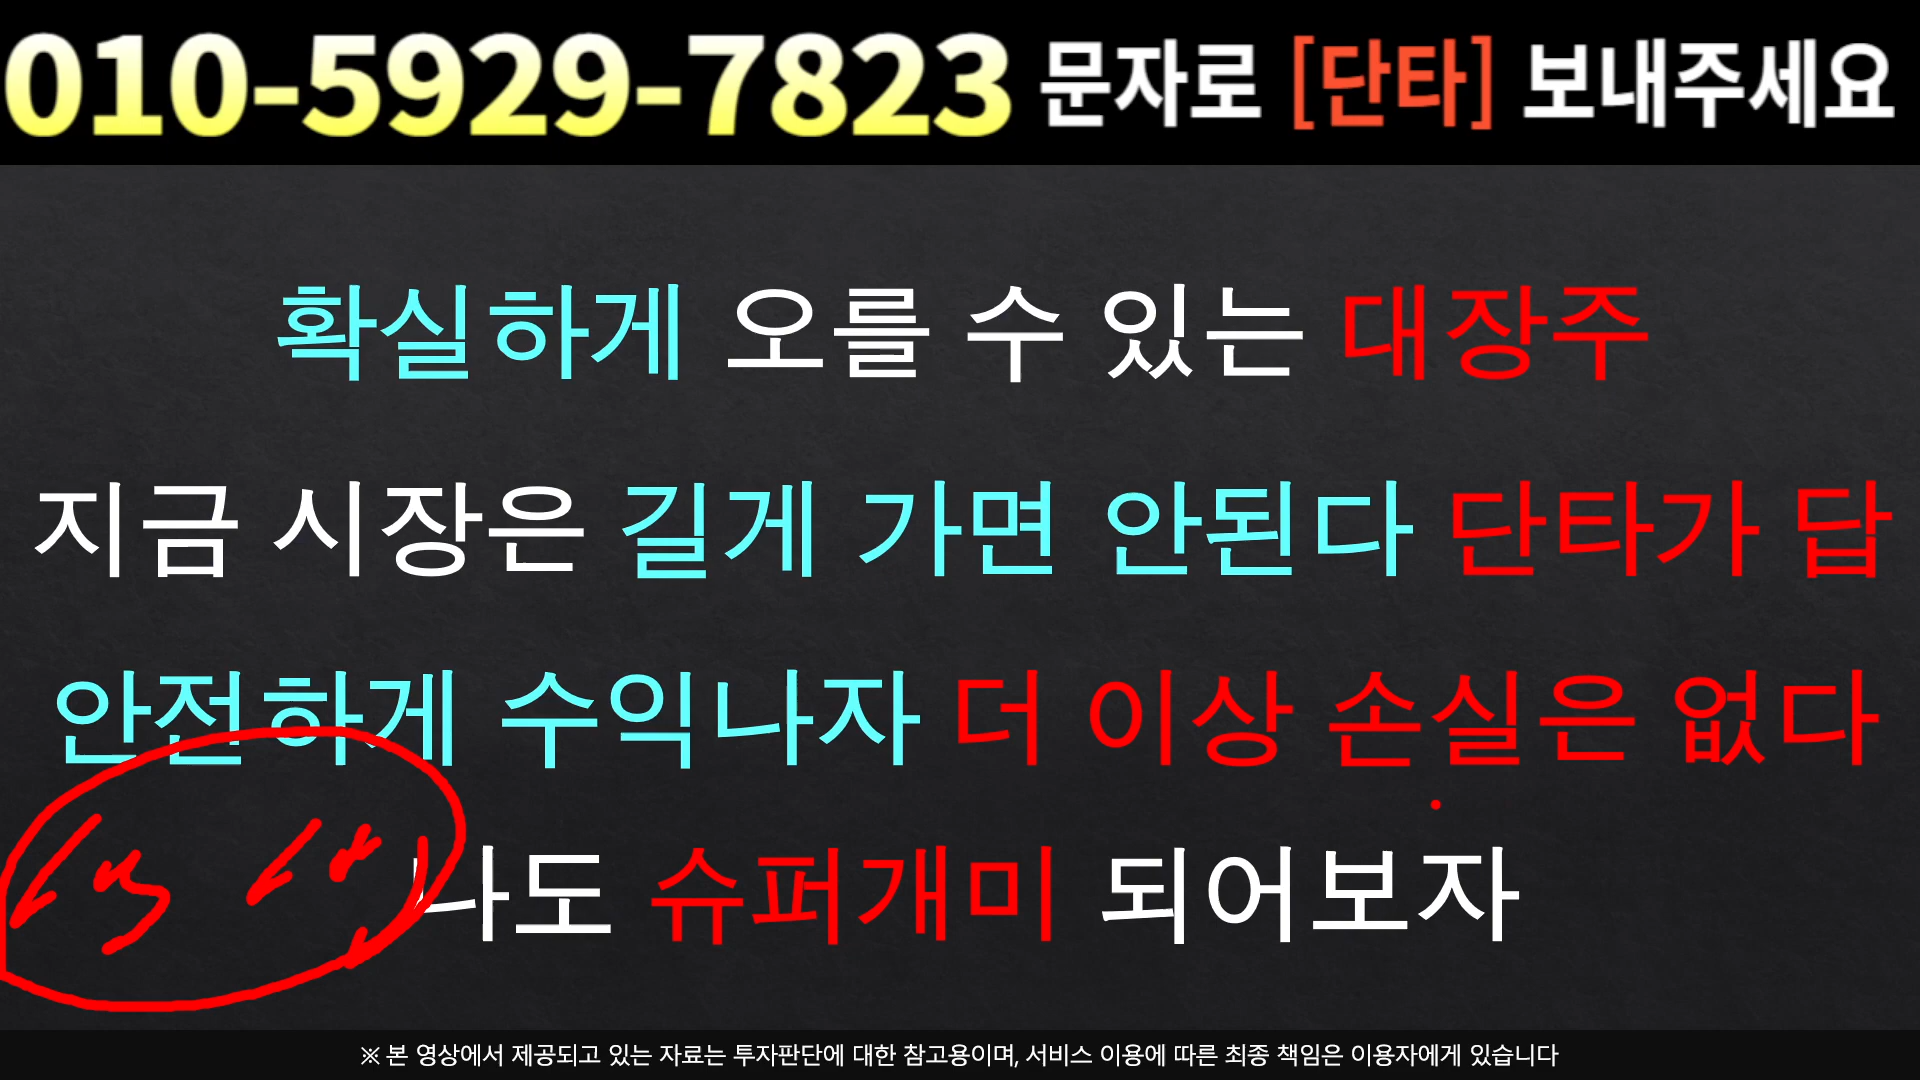 010-5929-7823 문자로 [단타] 보내주세요
확실하게 오를 수 있는 대장주
지금 시장은 길게 가면 안된다 단타가 답
안전하게 수익나자 더 이상 손실은 없다
나도 슈퍼개미 되어보자
※ 본 영상에서 제공되고 있는 자료는 투자판단에 대한 참고용이며, 서비스 이용에 따른 최종 책임은 이용자에게 있습니다